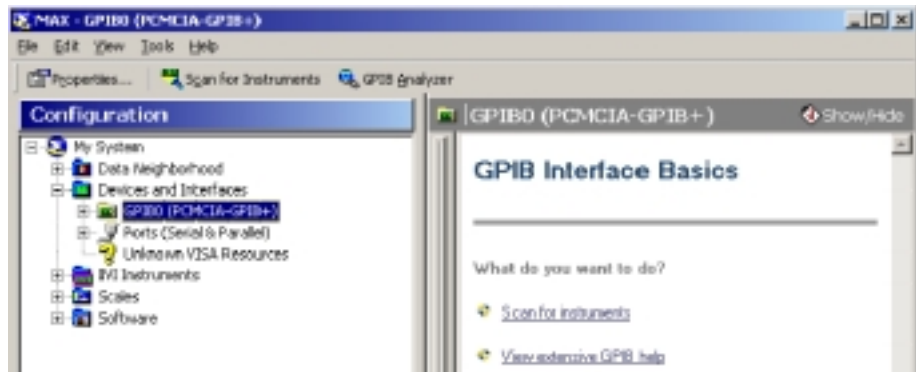 MAX - GPIB0 (PCMCIA-GPIB+)
File Edit View Tools Help
Properties... Scan for Instruments GPIB Analyzer
Configuration
GPIB0 (PCMCIA-GPIB+) Show/Hide
My System
Data Neighborhood
Devices and Interfaces
GPIB0 (PCMCIA-GPIB+)
Ports (Serial & Parallel)
Unknown VISA Resources
IVI Instruments
Scales
Software
GPIB Interface Basics
What do you want to do?
Scan for instruments
View extensive GPIB help